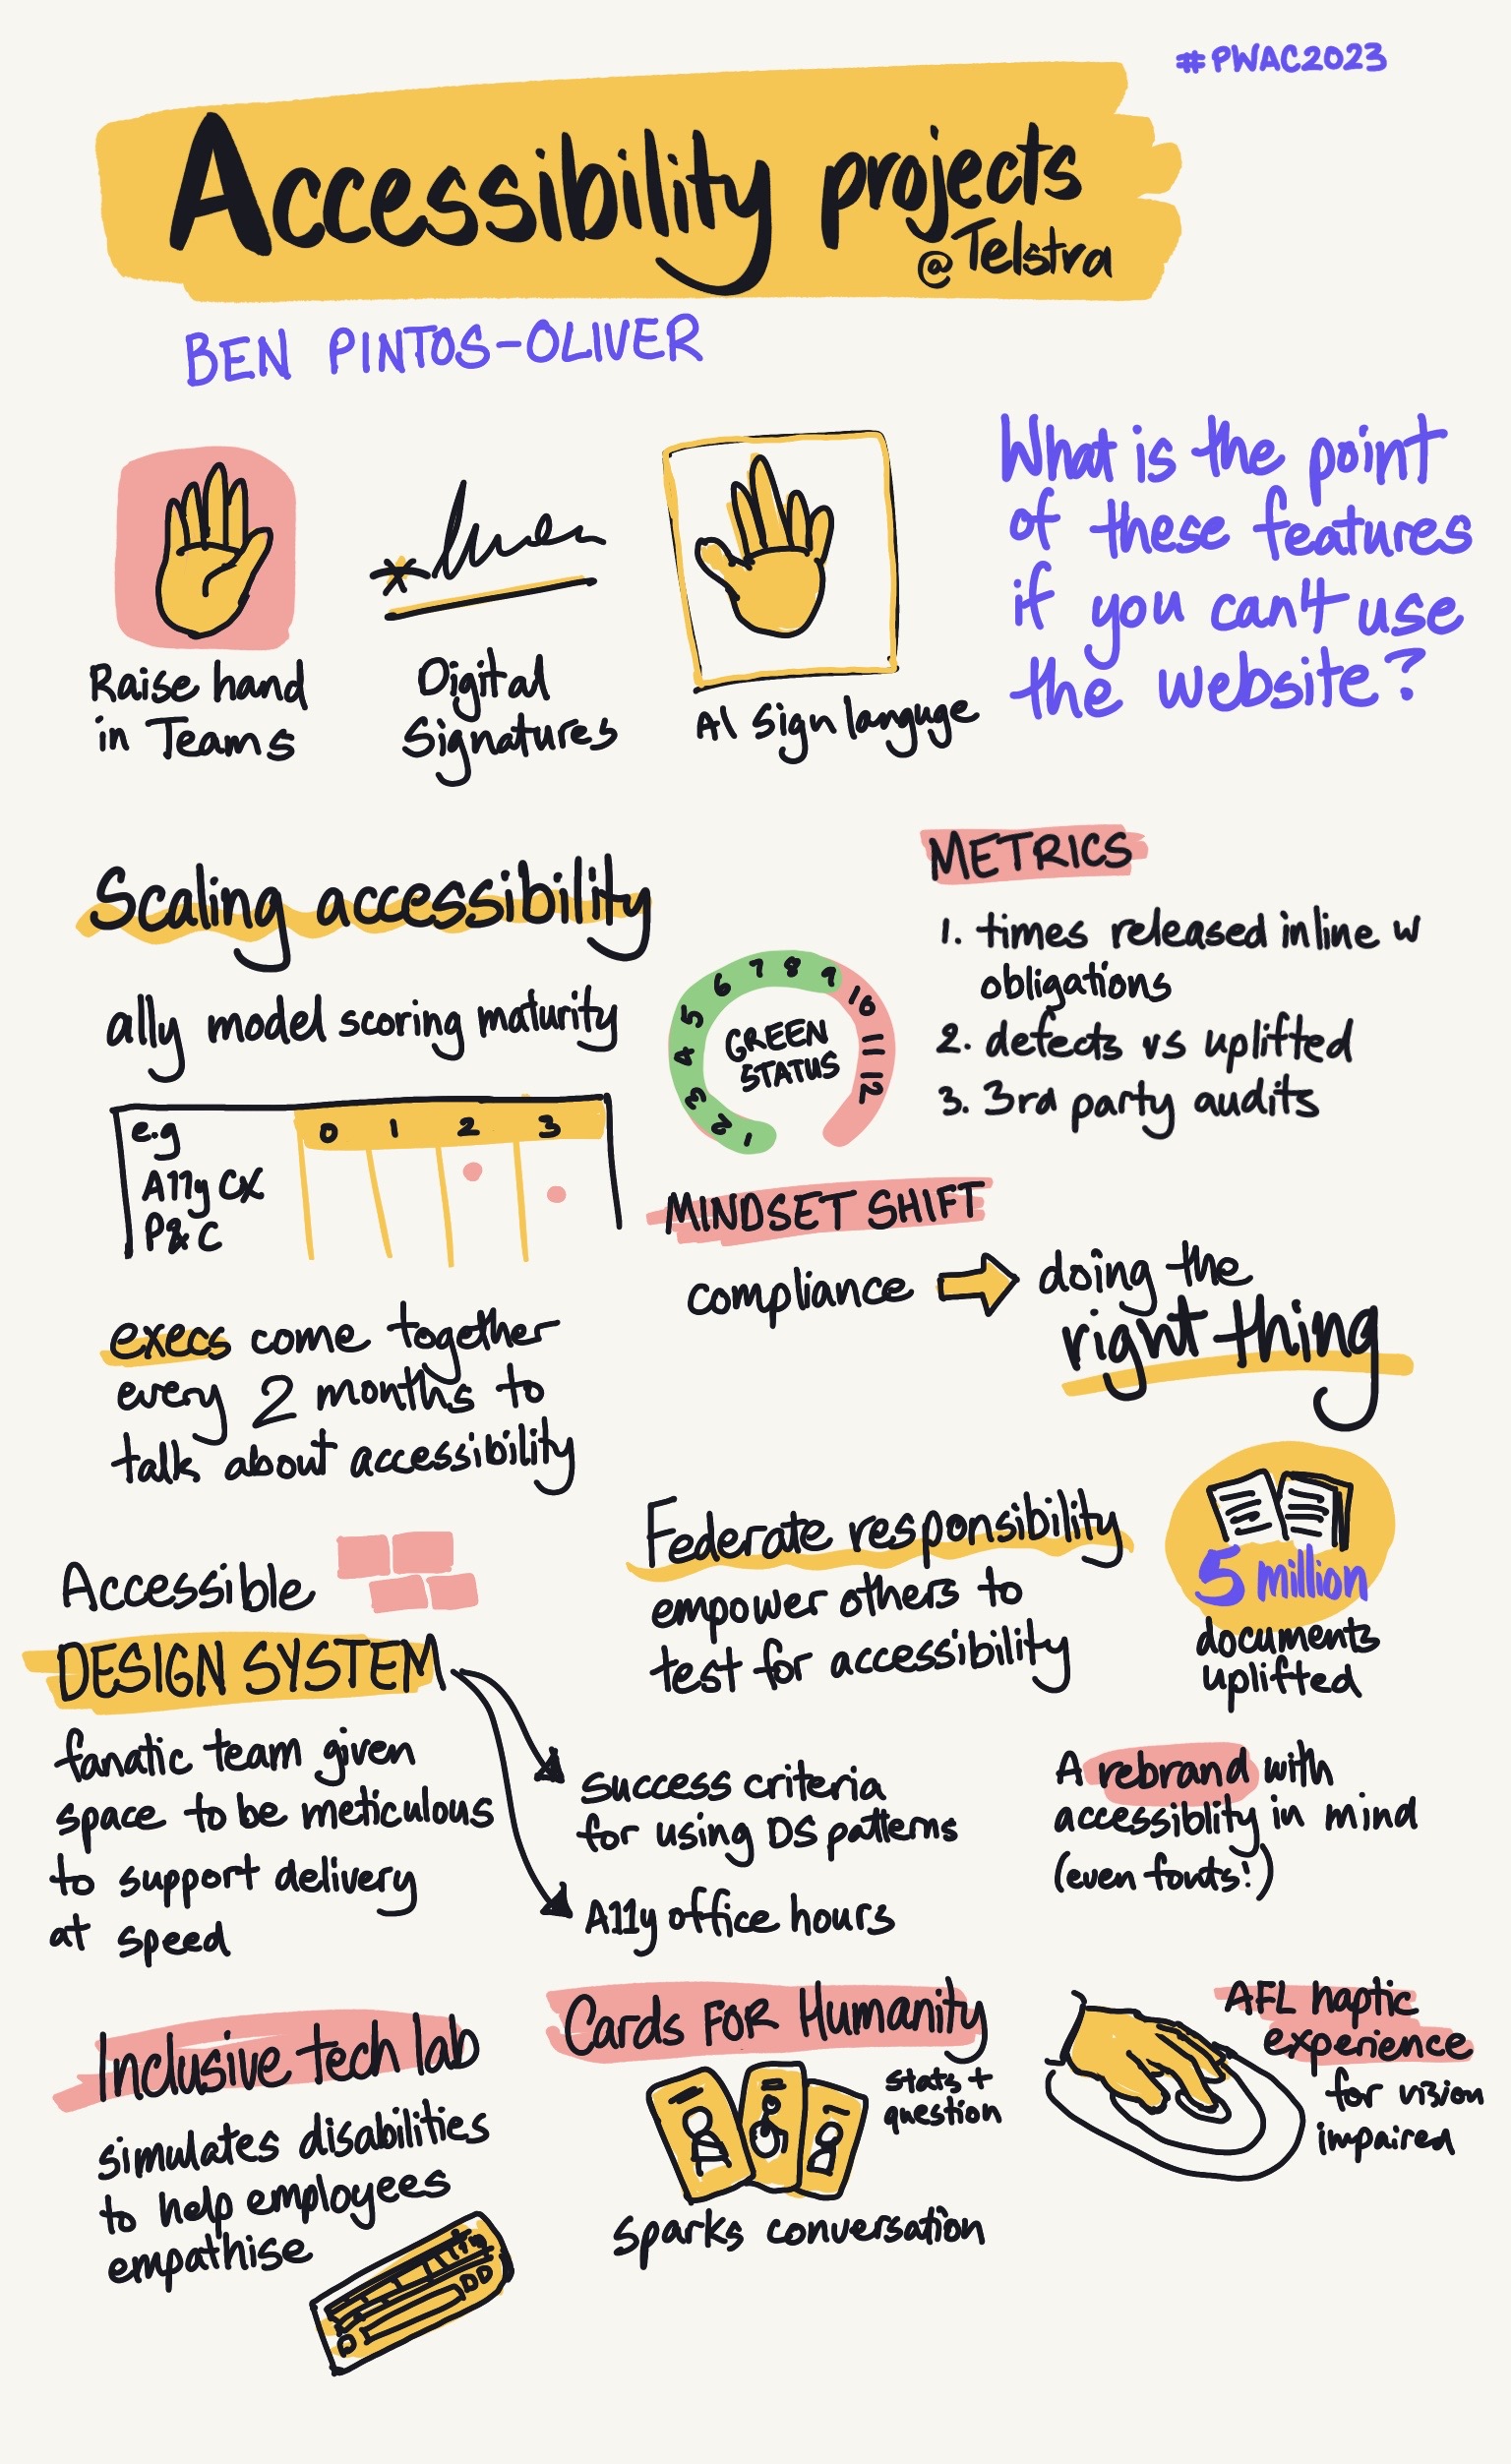 #PWAC2023
Accessibility projects
@Telstra
BEN PINTOS-OLIVER
Raise hand
in Teams
Digital
Signatures
AI sign languge
What is the point
of these features
if you can't use
the website?
Scaling accessibility
a11y model scoring maturity
e.g
0 1 2 3
A11y CX
P&C
execs come together
every 2 months to
talk about accessibility
1 2 3 4 5 6 7 8 9 10 11 12
GREEN
STATUS
METRICS
1. times released inline w
obligations
2. defects vs uplifted
3. 3rd party audits
MINDSET SHIFT
compliance
doing the
right thing
Federate responsibility
empower others to
test for accessibility
5 million
documents
uplifted
Accessible
DESIGN SYSTEM
fanatic team given
space to be meticulous
to support delivery
at speed
success criteria
for using DS patterns
A11y office hours
A rebrand with
accessiblity in mind
(even fonts!)
Inclusive tech lab
simulates disabilities
to help employees
empathise
Cards FOR Humanity
stats +
question
sparks conversation
AFL haptic
experience
for vision
impaired